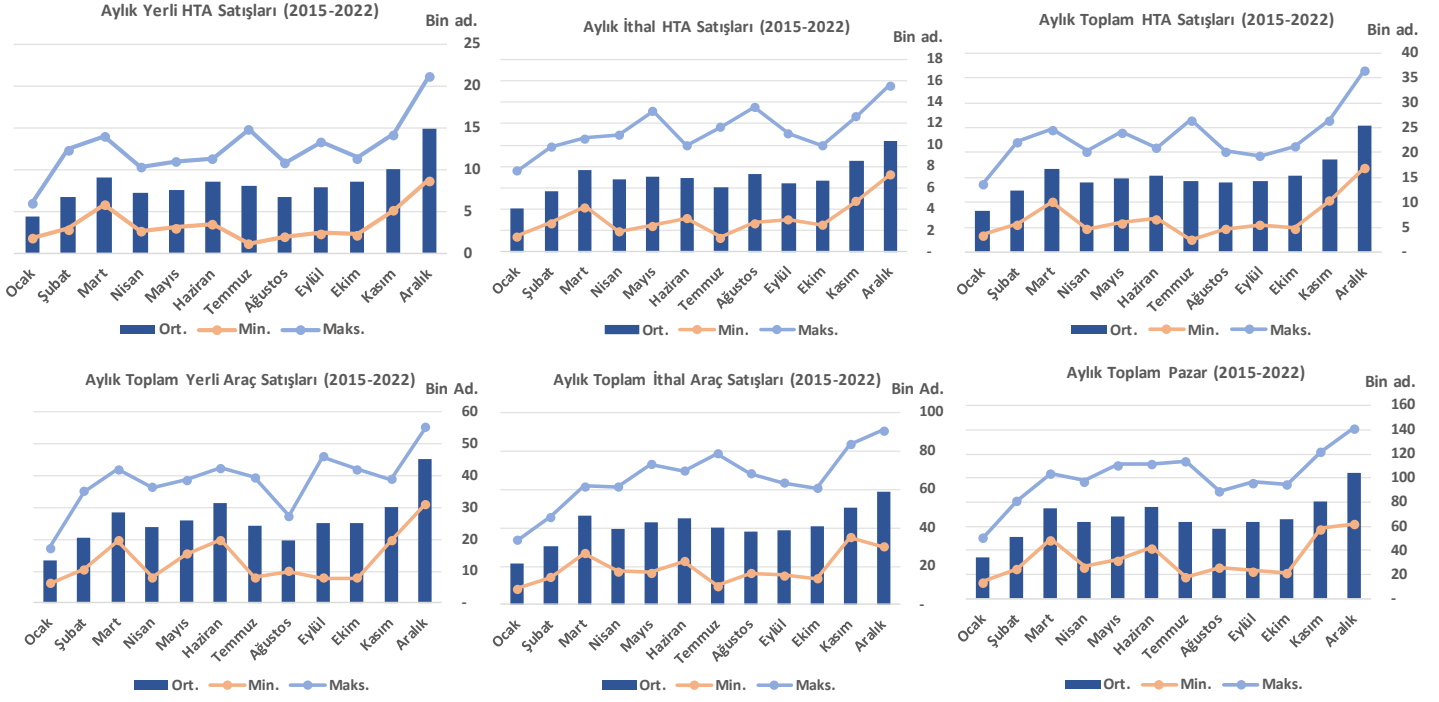 Aylık Yerli HTA Satışları (2015-2022)
Bin ad.
25
20
15
10
5
0
Ocak
Şubat
Mart
Nisan
Mayıs
Haziran
Temmuz
Ağustos
Eylül
Ekim
Kasım
Aralık
Ort. Min. Maks.
Aylık İthal HTA Satışları (2015-2022)
Bin ad.
18
16
14
12
10
8
6
4
2
-
Ocak
Şubat
Mart
Nisan
Mayıs
Haziran
Temmuz
Ağustos
Eylül
Ekim
Kasım
Aralık
Ort. Min. Maks.
Aylık Toplam HTA Satışları (2015-2022)
Bin ad.
40
35
30
25
20
15
10
5
-
Ocak
Şubat
Mart
Nisan
Mayıs
Haziran
Temmuz
Ağustos
Eylül
Ekim
Kasım
Aralık
Ort. Min. Maks.
Aylık Toplam Yerli Araç Satışları (2015-2022)
Bin Ad.
60
50
40
30
20
10
-
Ocak
Şubat
Mart
Nisan
Mayıs
Haziran
Temmuz
Ağustos
Eylül
Ekim
Kasım
Aralık
Ort. Min. Maks.
Aylık Toplam İthal Araç Satışları (2015-2022)
Bin Ad.
100
80
60
40
20
-
Ocak
Şubat
Mart
Nisan
Mayıs
Haziran
Temmuz
Ağustos
Eylül
Ekim
Kasım
Aralık
Ort. Min. Maks.
Aylık Toplam Pazar (2015-2022)
Bin ad.
160
140
120
100
80
60
40
20
-
Ocak
Şubat
Mart
Nisan
Mayıs
Haziran
Temmuz
Ağustos
Eylül
Ekim
Kasım
Aralık
Ort. Min. Maks.